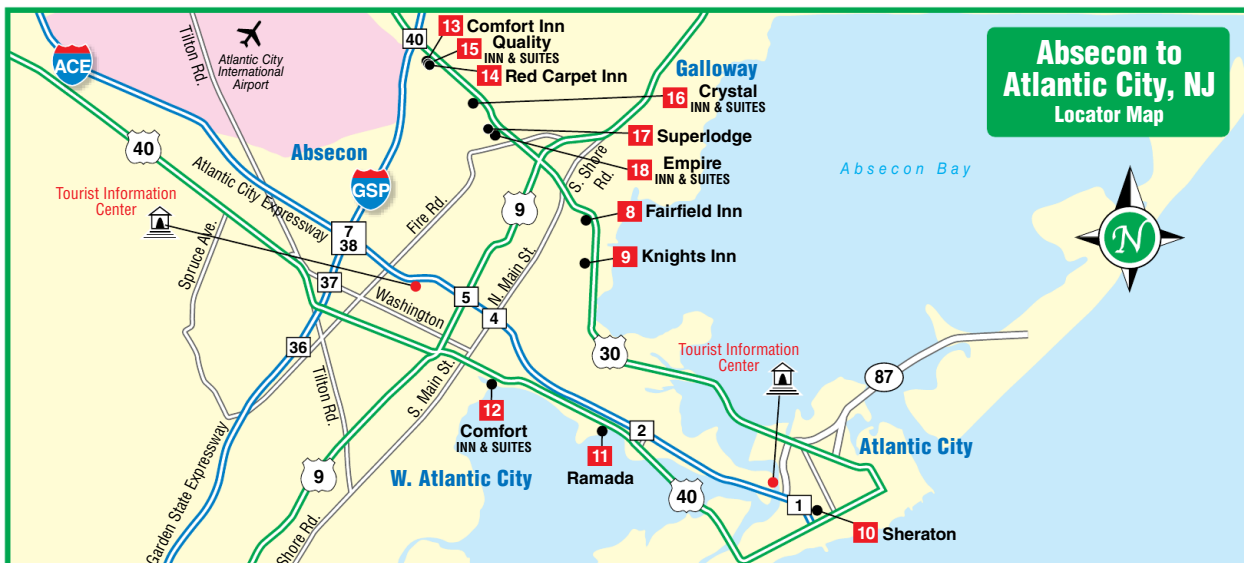 Absecon to
Atlantic City, NJ
Locator Map
ACE
Tilton Rd.
Atlantic City
International
Airport
40
13 Comfort Inn
15 Quality
INN & SUITES
14 Red Carpet Inn
Galloway
16 Crystal
INN & SUITES
17 Superlodge
18 Empire
INN & SUITES
S. Shore
Rd.
Absecon Bay
40
Absecon
GSP
Atlantic City Expressway
Tourist Information
Center
Fire Rd.
9
8 Fairfield Inn
9 Knights Inn
N
7
38
Spruce Ave.
37
Washington
5
N. Main St.
4
36
30
Tourist Information
Center
87
Tilton Rd.
S. Main St.
12
Comfort
INN & SUITES
2
11
Ramada
Atlantic City
Garden State Expressway
9
W. Atlantic City
40
1
10 Sheraton
Shore Rd.